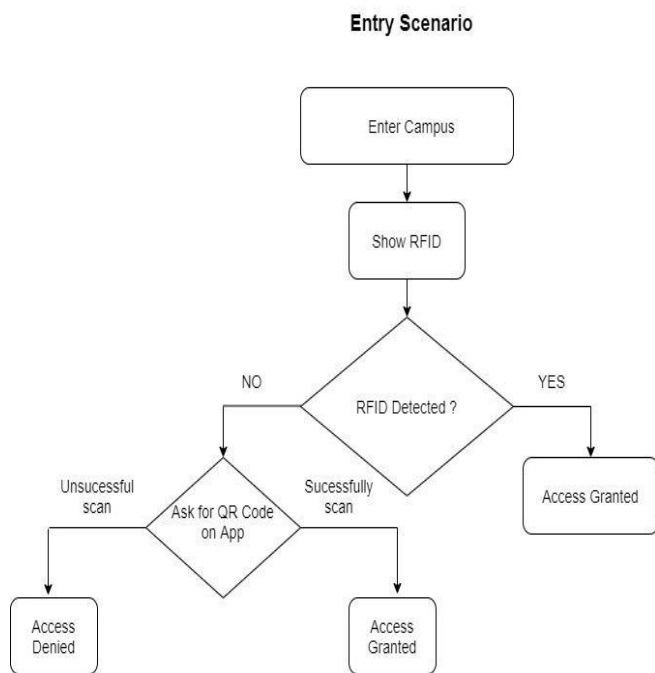 Entry Scenario
Enter Campus
Show RFID
NO
YES
RFID Detected ?
Unsucessful
scan
Sucessfully
scan
Ask for QR Code
on App
Access Granted
Access
Denied
Access
Granted